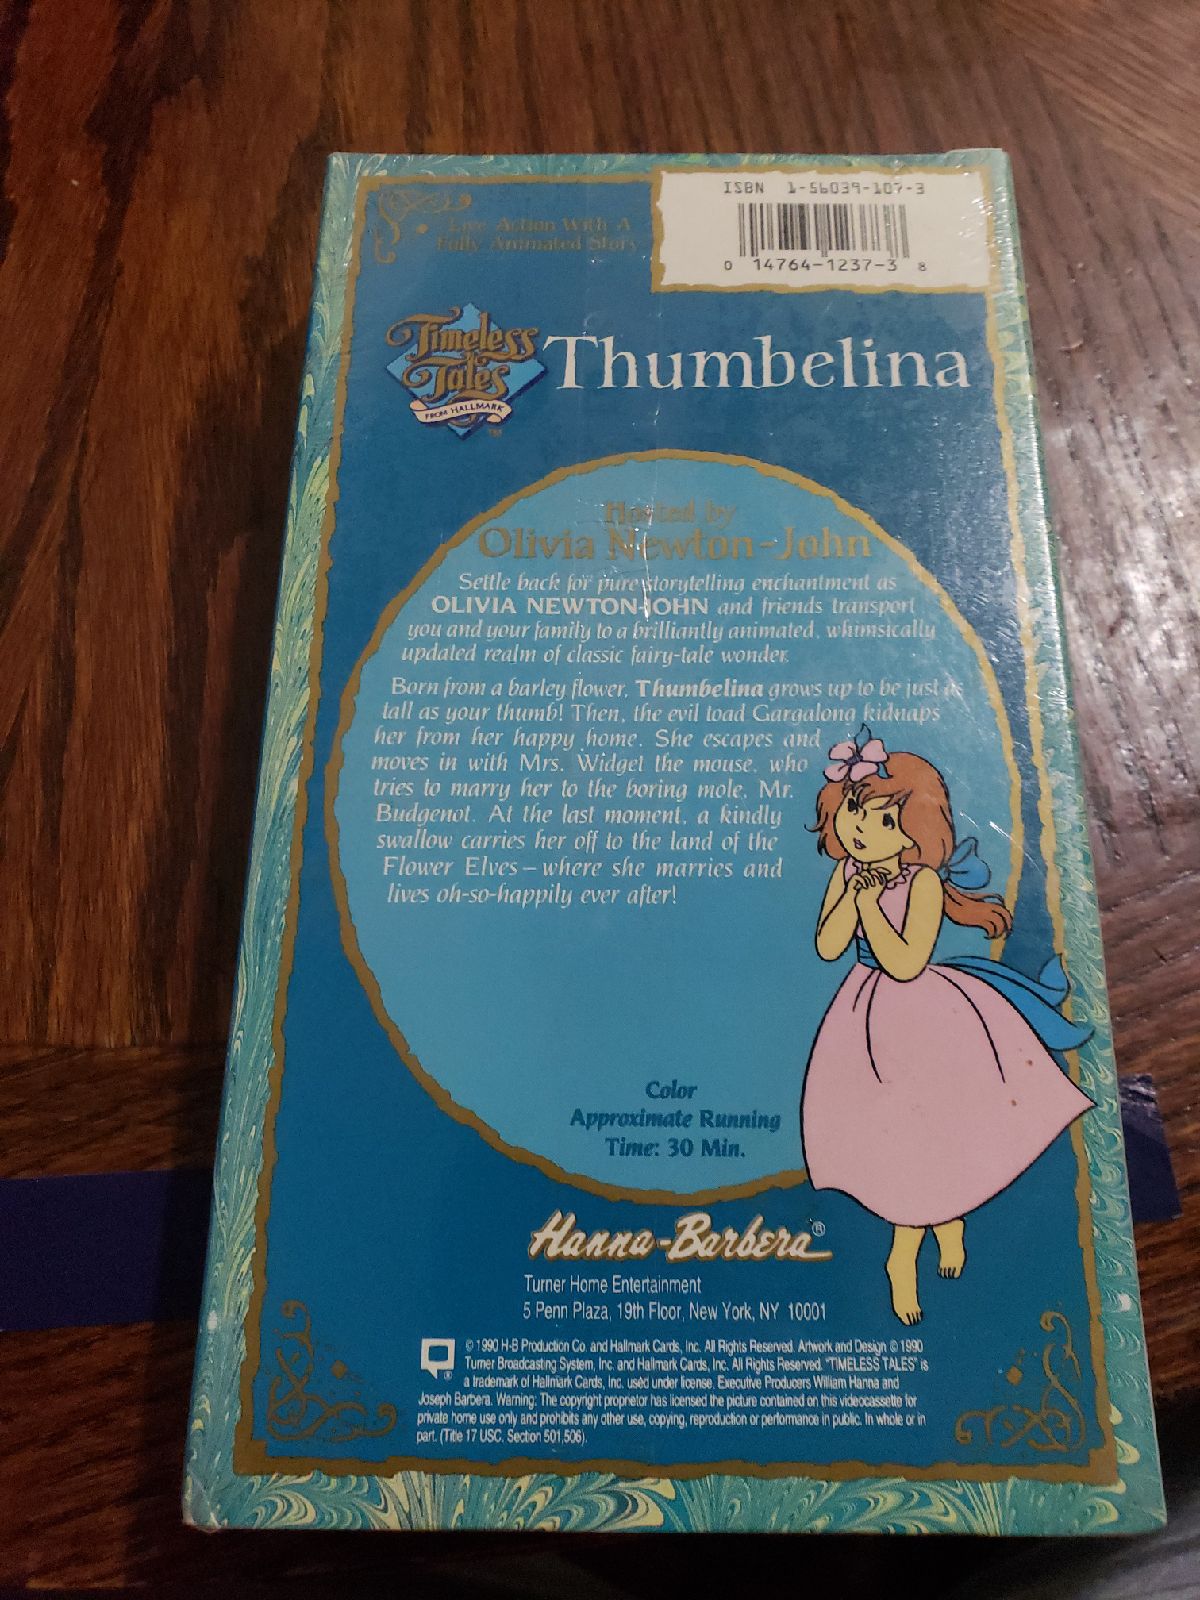 ISBN 1-56039-107-3
0 14764-1237-3 8
Live Action With A
Fully Animated Story
Timeless
Tales
FROM HALLMARK
TM
Thumbelina
Hosted by
Olivia Newton-John
Settle back for pure storytelling enchantment as
OLIVIA NEWTON-JOHN and friends transport
you and your family to a brilliantly animated, whimsically
updated realm of classic fairy-tale wonder.
Born from a barley flower, Thumbelina grows up to be just as
tall as your thumb! Then, the evil toad Gargalong kidnaps
her from her happy home. She escapes and
moves in with Mrs. Widget the mouse, who
tries to marry her to the boring mole, Mr.
Budgenot. At the last moment, a kindly
swallow carries her off to the land of the
Flower Elves – where she marries and
lives oh-so-happily ever after!
Color
Approximate Running
Time: 30 Min.
Hanna-Barbera®
Turner Home Entertainment
5 Penn Plaza, 19th Floor, New York, NY 10001
© 1990 H-B Production Co. and Hallmark Cards, Inc. All Rights Reserved. Artwork and Design © 1990
Turner Broadcasting System, Inc. and Hallmark Cards, Inc. All Rights Reserved. "TIMELESS TALES" is
a trademark of Hallmark Cards, Inc. used under license. Executive Producers William Hanna and
Joseph Barbera. Warning: The copyright proprietor has licensed the picture contained on this videocassette for
private home use only and prohibits any other use, copying, reproduction or performance in public. In whole or in
part. (Title 17 USC. Section 501,506).